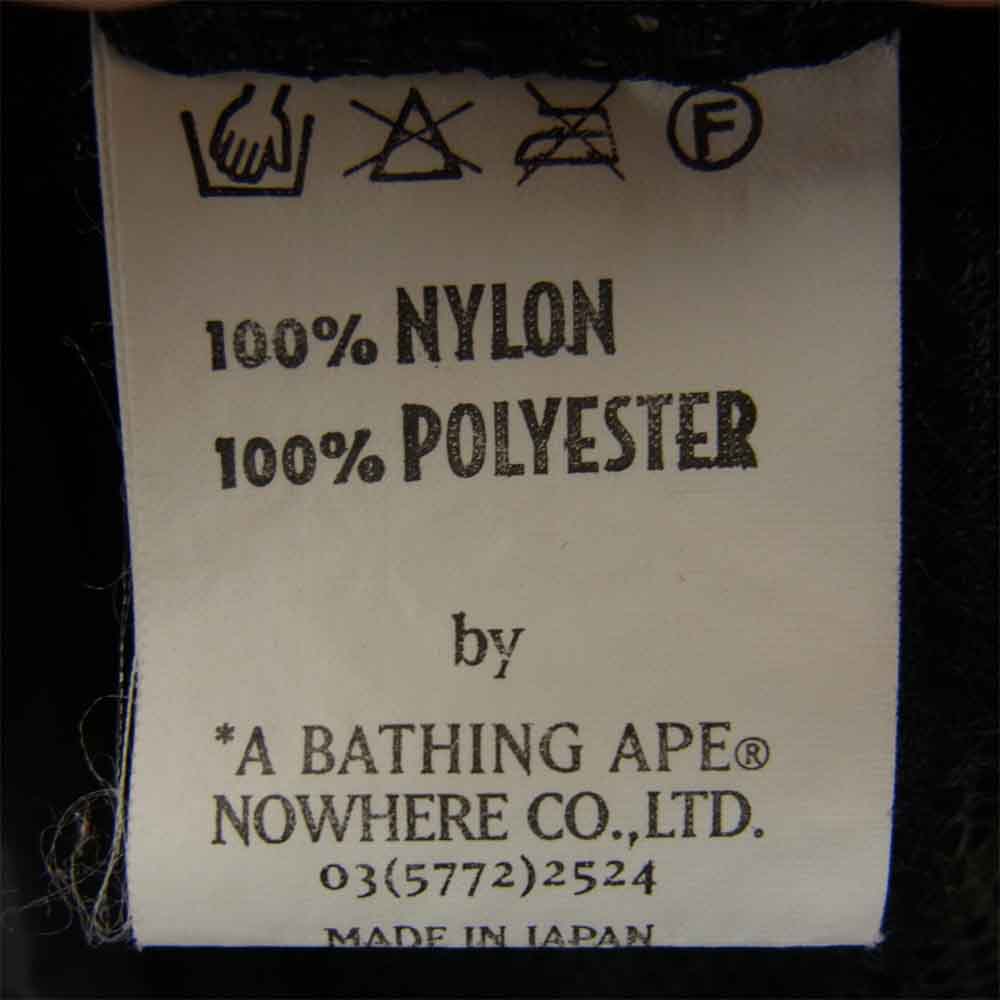 F
100% NYLON
100% POLYESTER
by
*A BATHING APE®
NOWHERE CO.,LTD.
03(5772)2524
MADE IN JAPAN